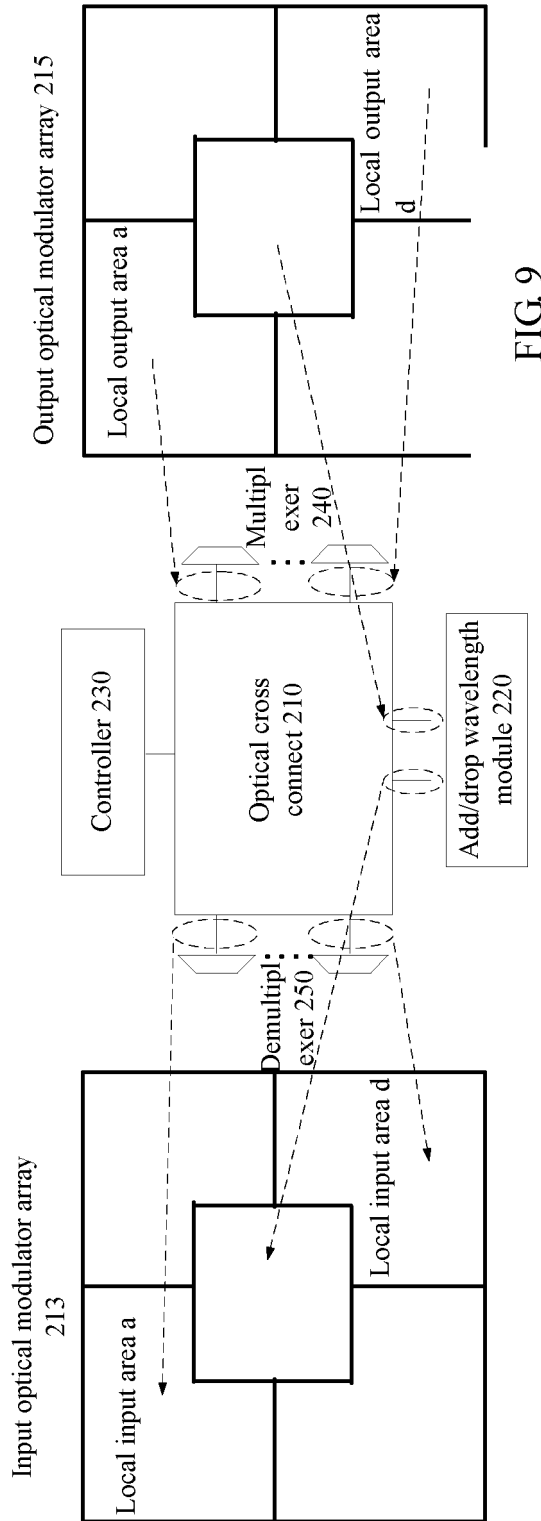 Input optical modulator array
213
Local input area a
Local input area d
Demultipl
exer 250
Controller 230
Optical cross
connect 210
Add/drop wavelength
module 220
Multipl
exer
240
Output optical modulator array 215
Local output area a
Local output area
d
FIG. 9